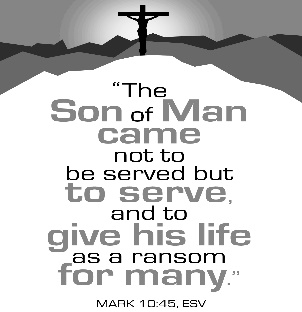 “The
Son of Man
came
not to
be served but
to serve,
and to
give his life
as a ransom
for many.”
MARK 10:45, ESV